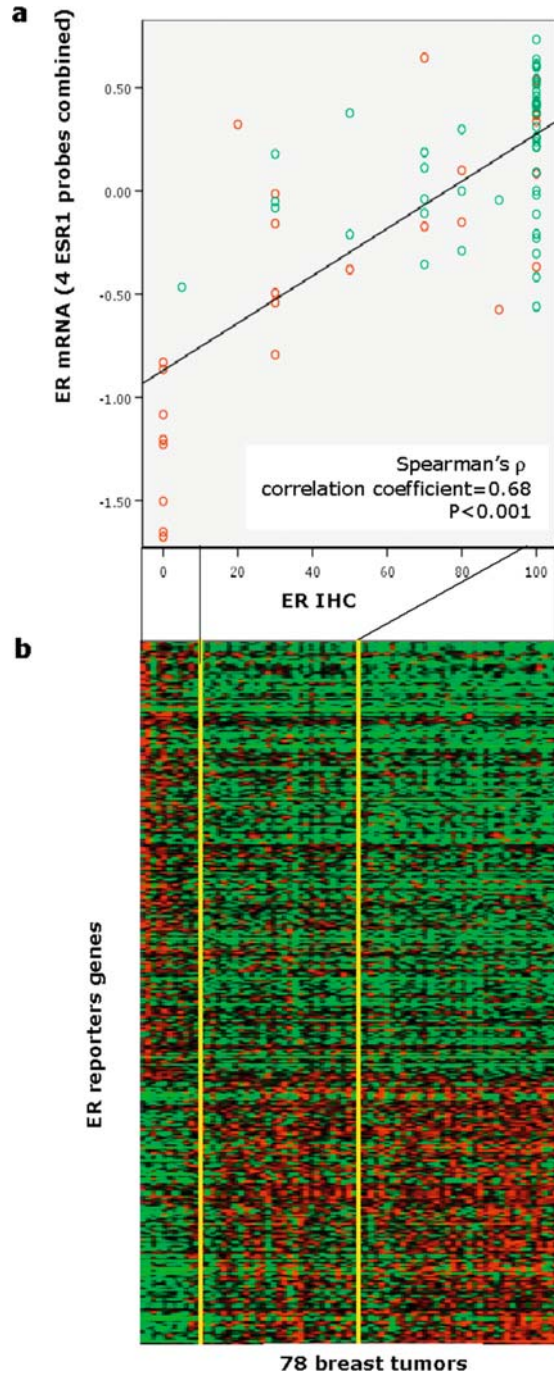 a
ER mRNA (4 ESR1 probes combined)
0.50
0.00
-0.50
-1.00
-1.50
Spearman's ρ
correlation coefficient=0.68
P<0.001
0 20 40 60 80 100
ER IHC
b
ER reporters genes
78 breast tumors